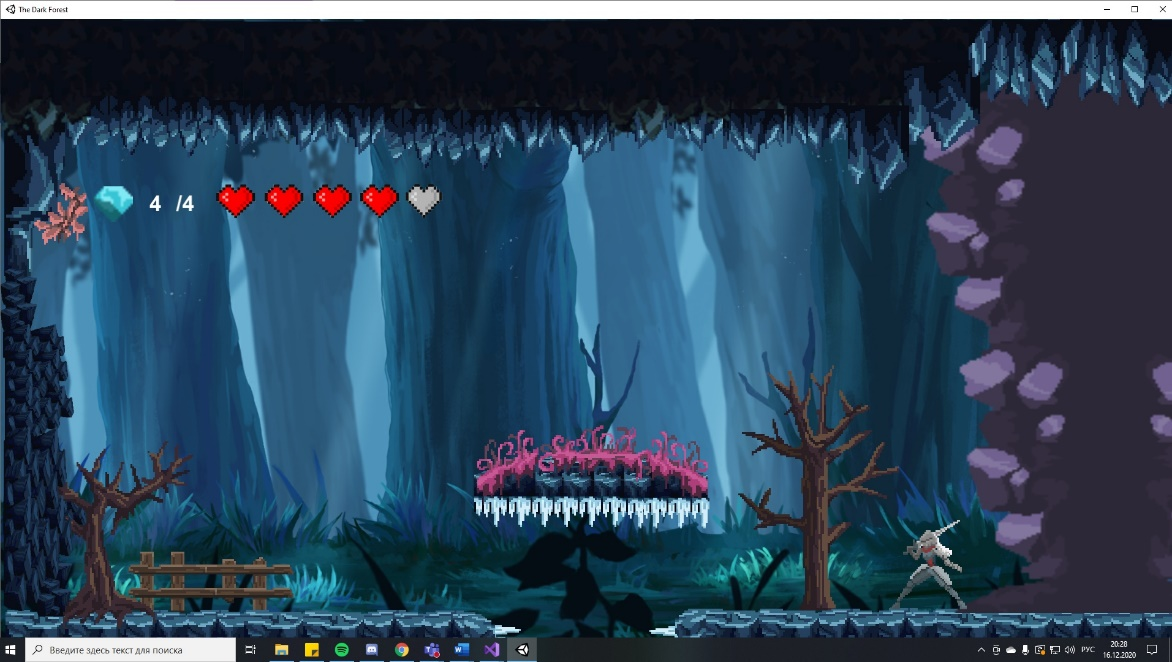 The Dark Forest
4 /4
Введите здесь текст для поиска
РУС
20:28
16.12.2020